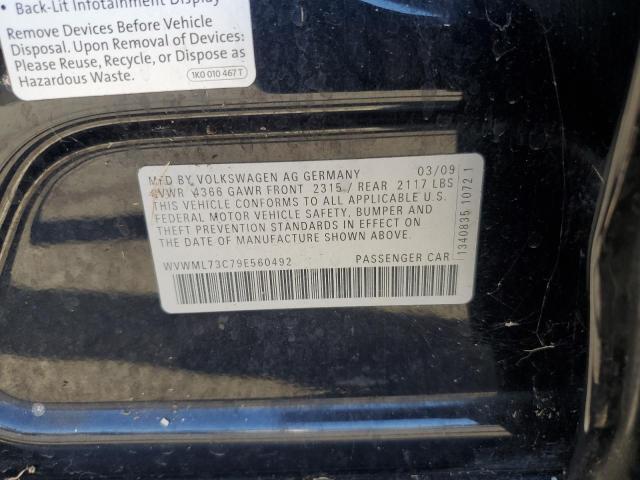 • Back-Lit Infotainment Display
Remove Devices Before Vehicle
Disposal. Upon Removal of Devices:
Please Reuse, Recycle, or Dispose as
Hazardous Waste.
1K0 010 467 T
MFD BY VOLKSWAGEN AG GERMANY 03/09
GVWR 4366 GAWR FRONT 2315 / REAR 2117 LBS
THIS VEHICLE CONFORMS TO ALL APPLICABLE U.S.
FEDERAL MOTOR VEHICLE SAFETY, BUMPER AND
THEFT PREVENTION STANDARDS IN EFFECT ON THE
DATE OF MANUFACTURE SHOWN ABOVE.
WVWML73C79E560492 PASSENGER CAR
1340835 1072 1